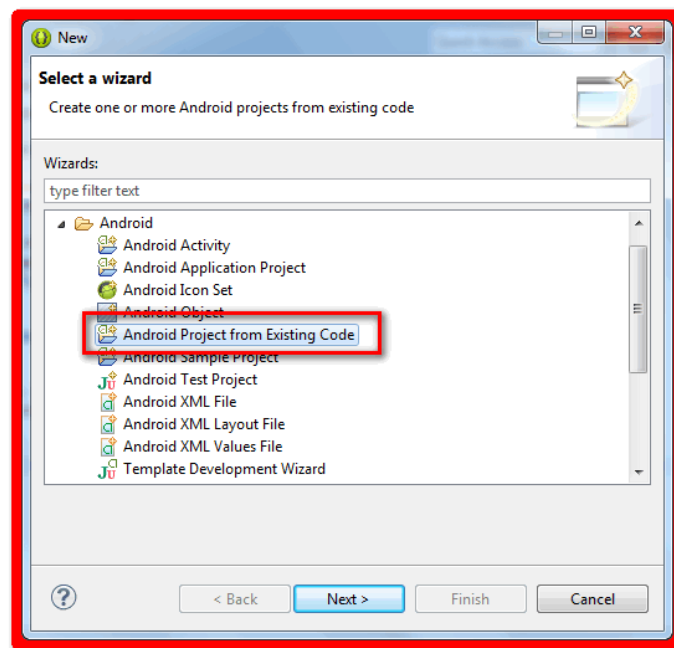 New
Select a wizard
Create one or more Android projects from existing code
Wizards:
type filter text
Android
Android Activity
Android Application Project
Android Icon Set
Android Object
Android Project from Existing Code
Android Sample Project
Android Test Project
Android XML File
Android XML Layout File
Android XML Values File
Template Development Wizard
< Back Next > Finish Cancel